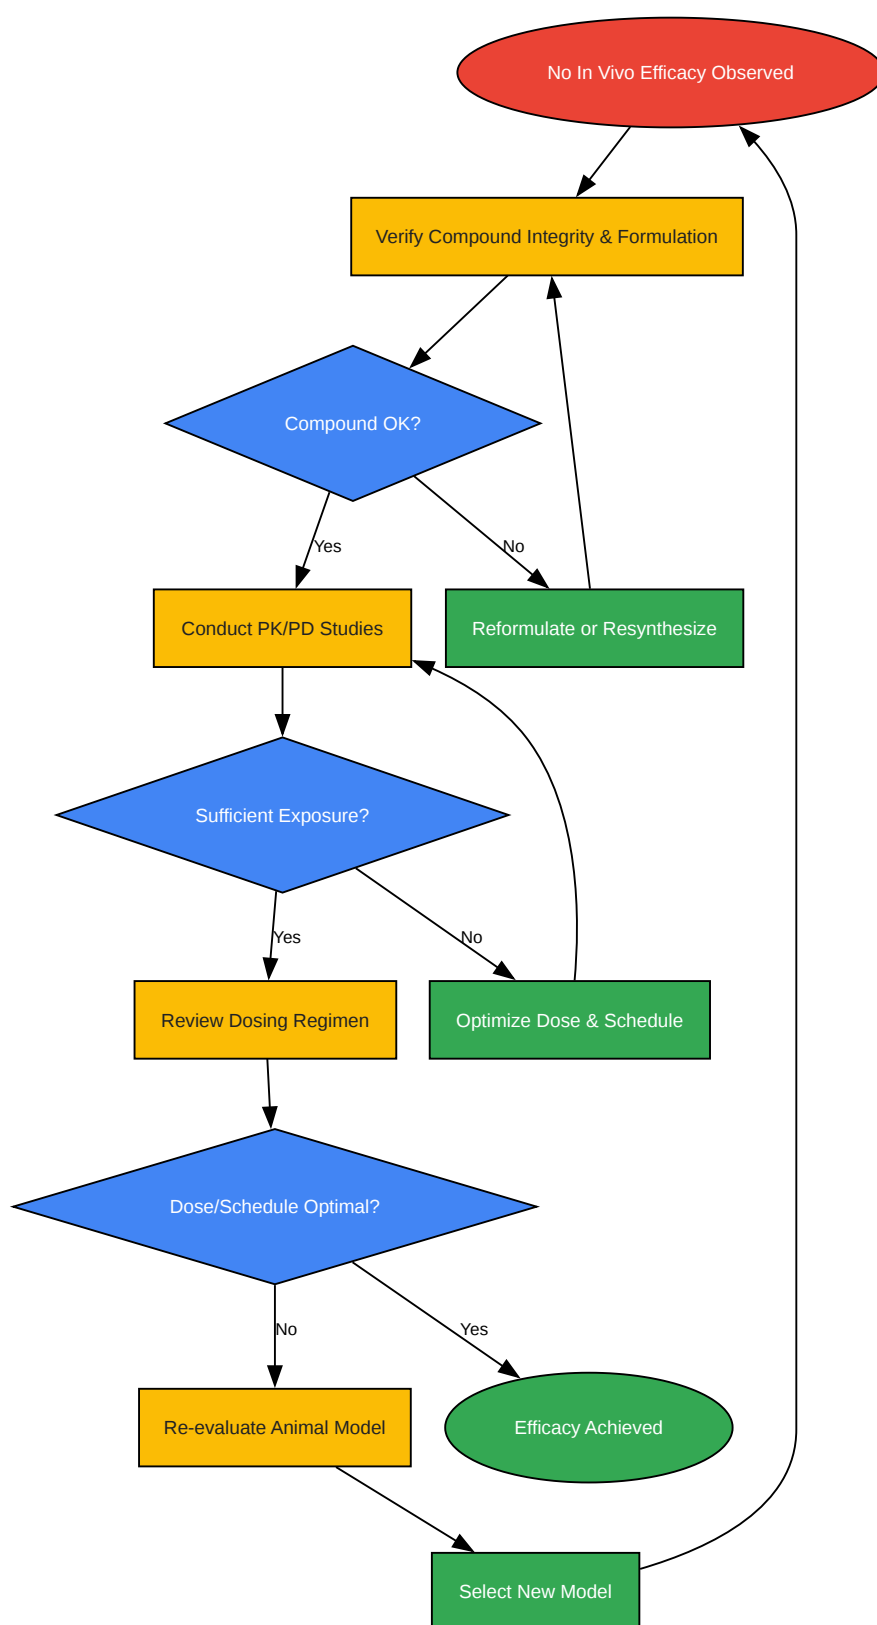 No In Vivo Efficacy Observed
Verify Compound Integrity & Formulation
Compound OK?
Yes
No
Conduct PK/PD Studies
Reformulate or Resynthesize
Sufficient Exposure?
Yes
No
Review Dosing Regimen
Optimize Dose & Schedule
Dose/Schedule Optimal?
No
Yes
Re-evaluate Animal Model
Efficacy Achieved
Select New Model